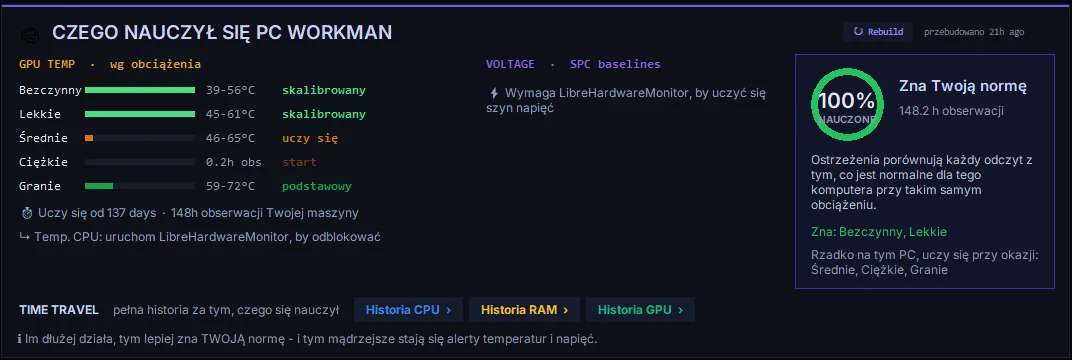 CZEGO NAUCZYŁ SIĘ PC WORKMAN
Rebuild
przebudowano 21h ago
GPU TEMP · wg obciążenia
Bezczynny 39-56°C skalibrowany
Lekkie 45-61°C skalibrowany
Średnie 46-65°C uczy się
Ciężkie 0.2h obs start
Granie 59-72°C podstawowy
Uczy się od 137 days · 148h obserwacji Twojej maszyny
↳ Temp. CPU: uruchom LibreHardwareMonitor, by odblokować
VOLTAGE · SPC baselines
Wymaga LibreHardwareMonitor, by uczyć się
szyn napięć
100%
NAUCZONE
Zna Twoją normę
148.2 h obserwacji
Ostrzeżenia porównują każdy odczyt z
tym, co jest normalne dla tego
komputera przy takim samym
obciążeniu.
Zna: Bezczynny, Lekkie
Rzadko na tym PC, uczy się przy okazji:
Średnie, Ciężkie, Granie
TIME TRAVEL pełna historia za tym, czego się nauczył Historia CPU › Historia RAM › Historia GPU ›
ℹ Im dłużej działa, tym lepiej zna TWOJĄ normę - i tym mądrzejsze stają się alerty temperatur i napięć.